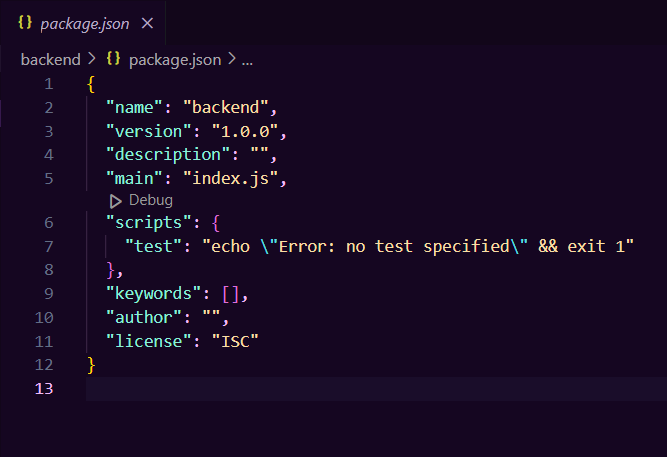 {} package.json ×
backend > {} package.json > ...
1 {
2 "name": "backend",
3 "version": "1.0.0",
4 "description": "",
5 "main": "index.js",
Debug
6 "scripts": {
7 "test": "echo \"Error: no test specified\" && exit 1"
8 },
9 "keywords": [],
10 "author": "",
11 "license": "ISC"
12 }
13